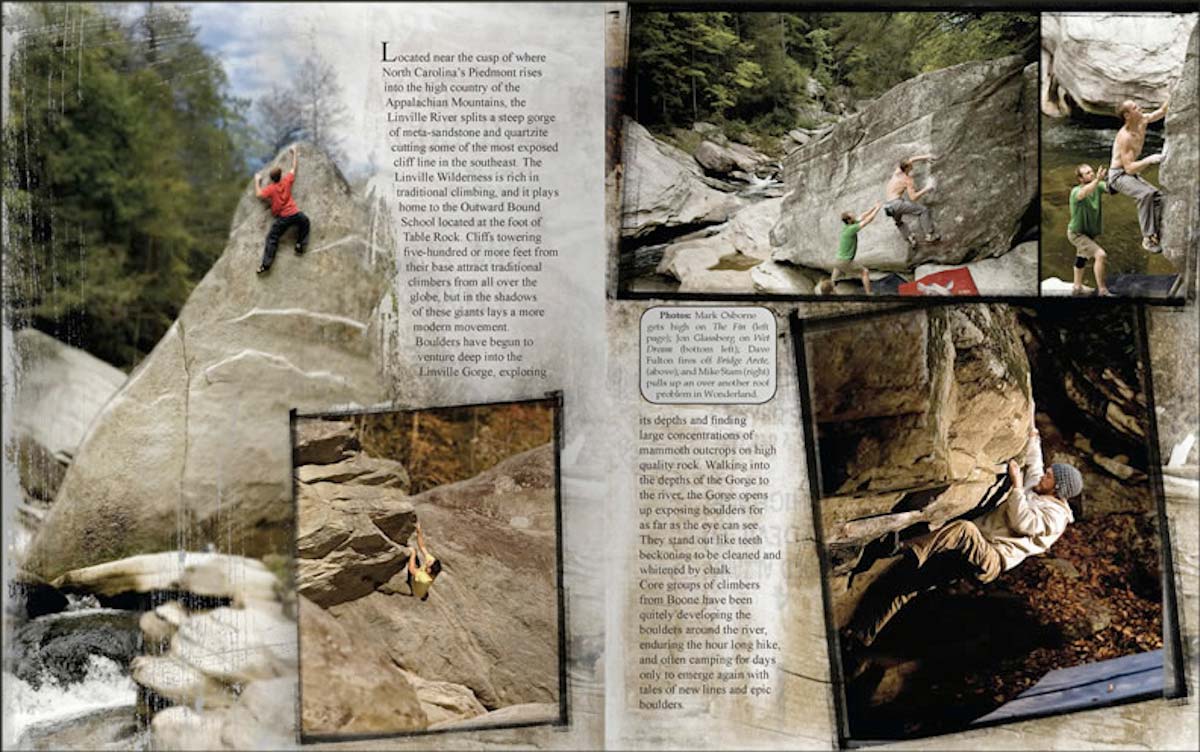 Located near the cusp of where
North Carolina's Piedmont rises
into the high country of the
Appalachian Mountains, the
Linville River splits a steep gorge
of meta-sandstone and quartzite
cutting some of the most exposed
cliff line in the southeast. The
Linville Wilderness is rich in
traditional climbing, and it plays
home to the Outward Bound
School located at the foot of
Table Rock. Cliffs towering
five-hundred or more feet from
their base attract traditional
climbers from all over the
globe, but in the shadows
of these giants lays a more
modern movement.
Boulders have begun to
venture deep into the
Linville Gorge, exploring
Photos: Mark Osborne
gets high on The Fin (left
page); Jon Glassberg on Wet
Dream (bottom left); Dave
Fulton fires off Bridge Arete,
(above); and Mike Stam (right)
pulls up an over another roof
problem in Wonderland.
its depths and finding
large concentrations of
mammoth outcrops on high
quality rock. Walking into
the depths of the Gorge to
the river, the Gorge opens
up exposing boulders for
as far as the eye can see.
They stand out like teeth
beckoning to be cleaned and
whitened by chalk.
Core groups of climbers
from Boone have been
quitely developing the
boulders around the river,
enduring the hour long hike,
and often camping for days
only to emerge again with
tales of new lines and epic
boulders.